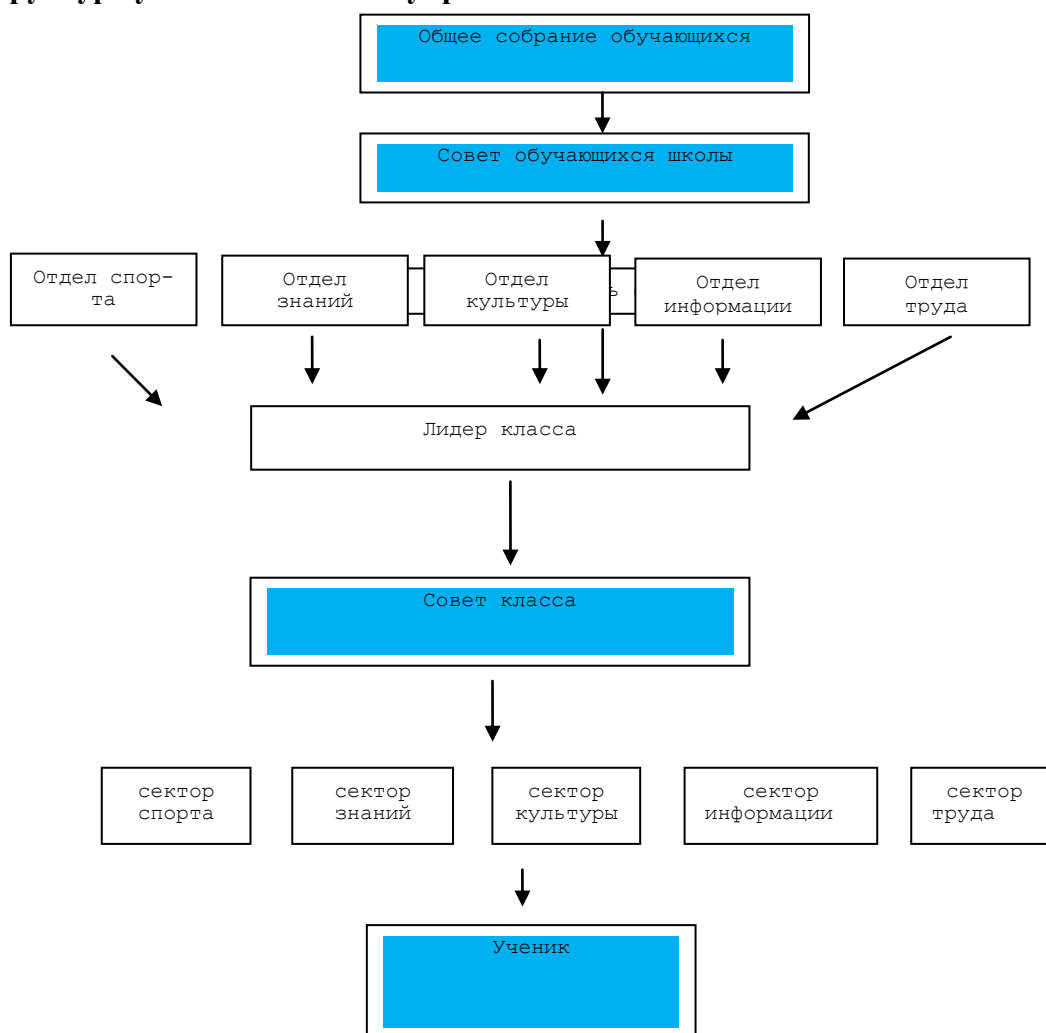 Общее собрание обучающихся
Совет обучающихся школы
Отдел спор-
та
Отдел
знаний
Отдел
культуры
Отдел
информации
Отдел
труда
Лидер класса
Совет класса
сектор
спорта
сектор
знаний
сектор
культуры
сектор
информации
сектор
труда
Ученик